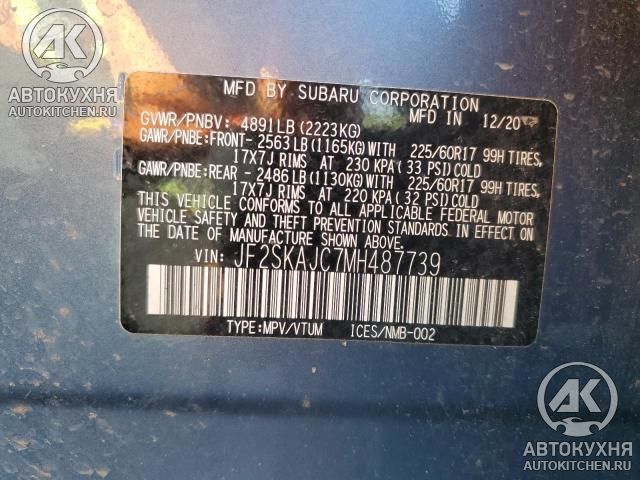 АК
АВТОКУХНЯ
AUTOKITCHEN.RU
MFD BY SUBARU CORPORATION
MFD IN 12/20
GVWR/PNBV: 4891LB(2223KG)
GAWR/PNBE:FRONT- 2563LB(1165KG)WITH 225/60R17 99H TIRES,
17X7J RIMS AT 230 KPA(33 PSI)COLD
GAWR/PNBE:REAR - 2486LB(1130KG)WITH 225/60R17 99H TIRES,
17X7J RIMS AT 220 KPA(32 PSI)COLD
THIS VEHICLE CONFORMS TO ALL APPLICABLE FEDERAL MOTOR
VEHICLE SAFETY AND THEFT PREVENTION STANDARDS IN EFFECT ON
THE DATE OF MANUFACTURE SHOWN ABOVE.
VIN: JF2SKAJC7MH487739
TYPE:MPV/VTUM ICES/NMB-002
АК
АВТОКУХНЯ
AUTOKITCHEN.RU